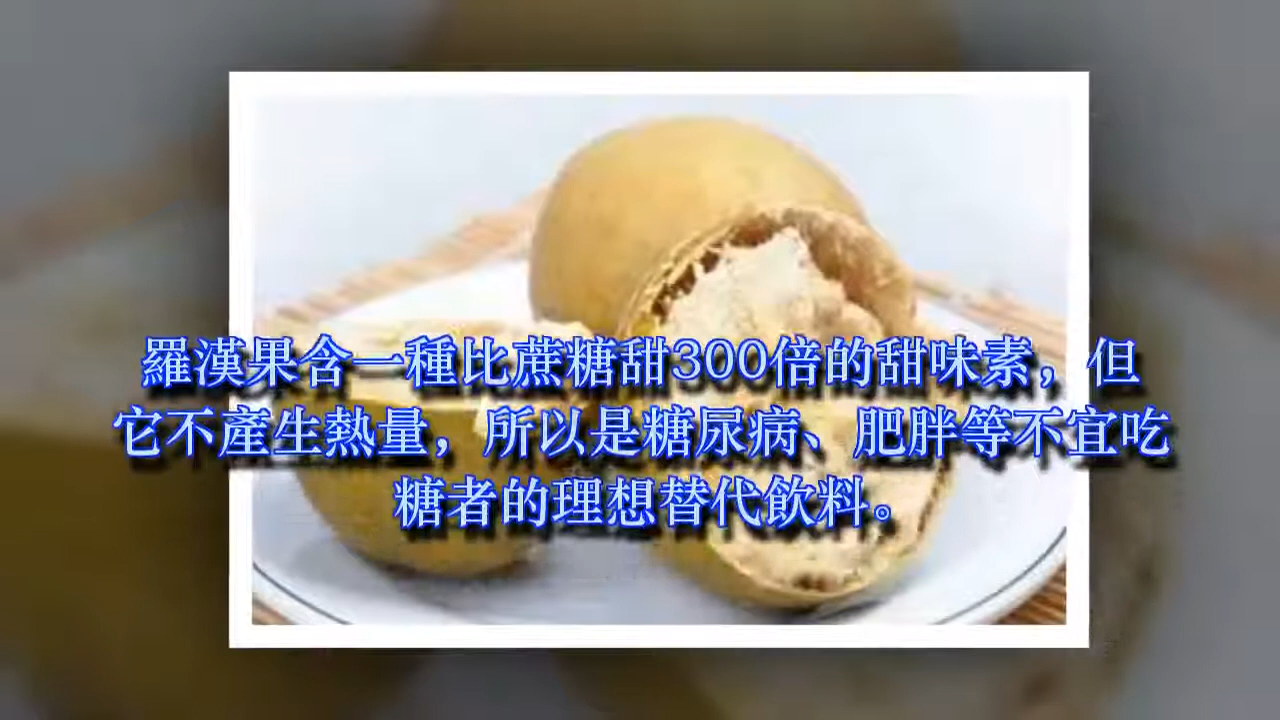 羅漢果含一種比蔗糖甜300倍的甜味素，但
它不產生熱量，所以是糖尿病、肥胖等不宜吃
糖者的理想替代飲料。